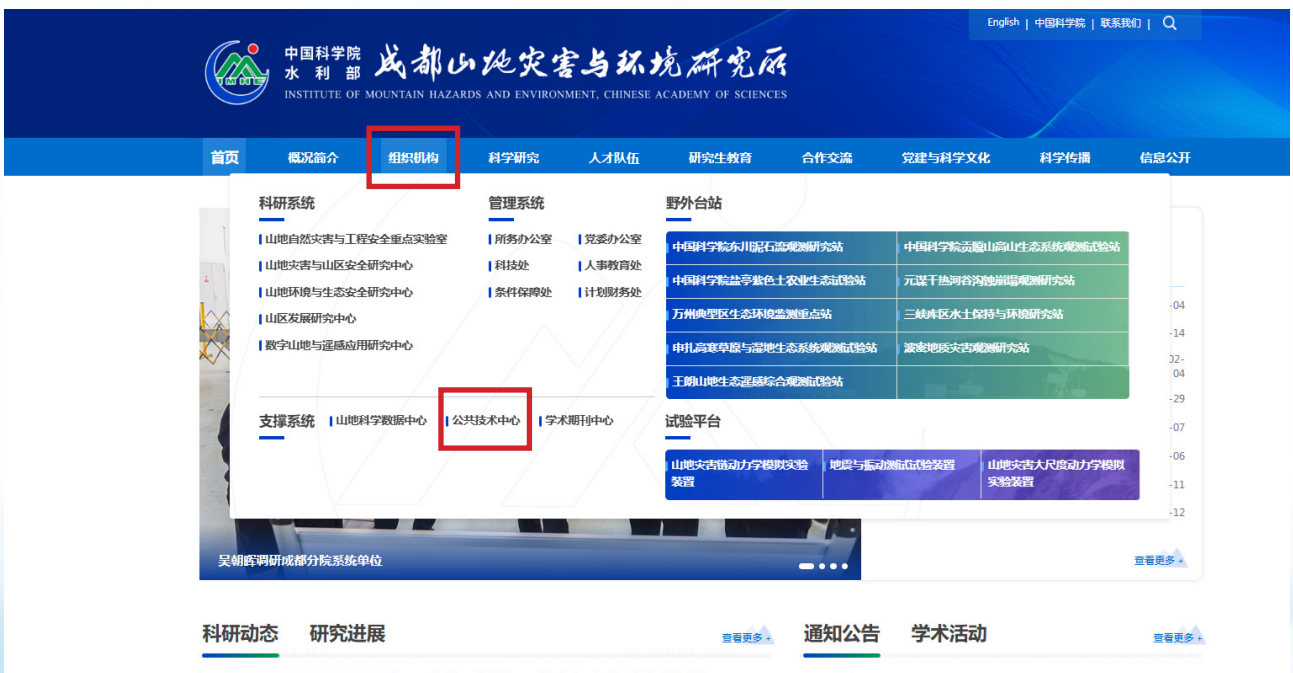 English | 中国科学院 | 联系我们 |
中国科学院
水利部
成都山地灾害与环境研究所
INSTITUTE OF MOUNTAIN HAZARDS AND ENVIRONMENT, CHINESE ACADEMY OF SCIENCES
IMHE
首页 概况简介 组织机构 科学研究 人才队伍 研究生教育 合作交流 党建与科学文化 科学传播 信息公开
科研系统
山地自然灾害与工程安全重点实验室
山地灾害与山区安全研究中心
山地环境与生态安全研究中心
山区发展研究中心
数字山地与遥感应用研究中心
管理系统
所务办公室 党委办公室
科技处 人事教育处
条件保障处 计划财务处
野外台站
中国科学院东川泥石流观测研究站 中国科学院贡嘎山高山生态系统观测试验站
中国科学院盐亭紫色土农业生态试验站 元谋干热河谷沟蚀崩塌观测研究站
万州典型区生态环境监测重点站 三峡库区水土保持与环境研究站
申扎高寒草原与湿地生态系统观测试验站 波密地质灾害观测研究站
王朗山地生态遥感综合观测试验站
支撑系统 山地科学数据中心 公共技术中心 学术期刊中心
试验平台
山地灾害链动力学模拟实验装置
地震与振动测试试验装置
山地灾害大尺度动力学模拟实验装置
-04
-14
02-
04
-29
-07
-06
-11
-12
吴朝晖调研成都分院系统单位
查看更多 +
科研动态 研究进展 查看更多 + 通知公告 学术活动 查看更多 +